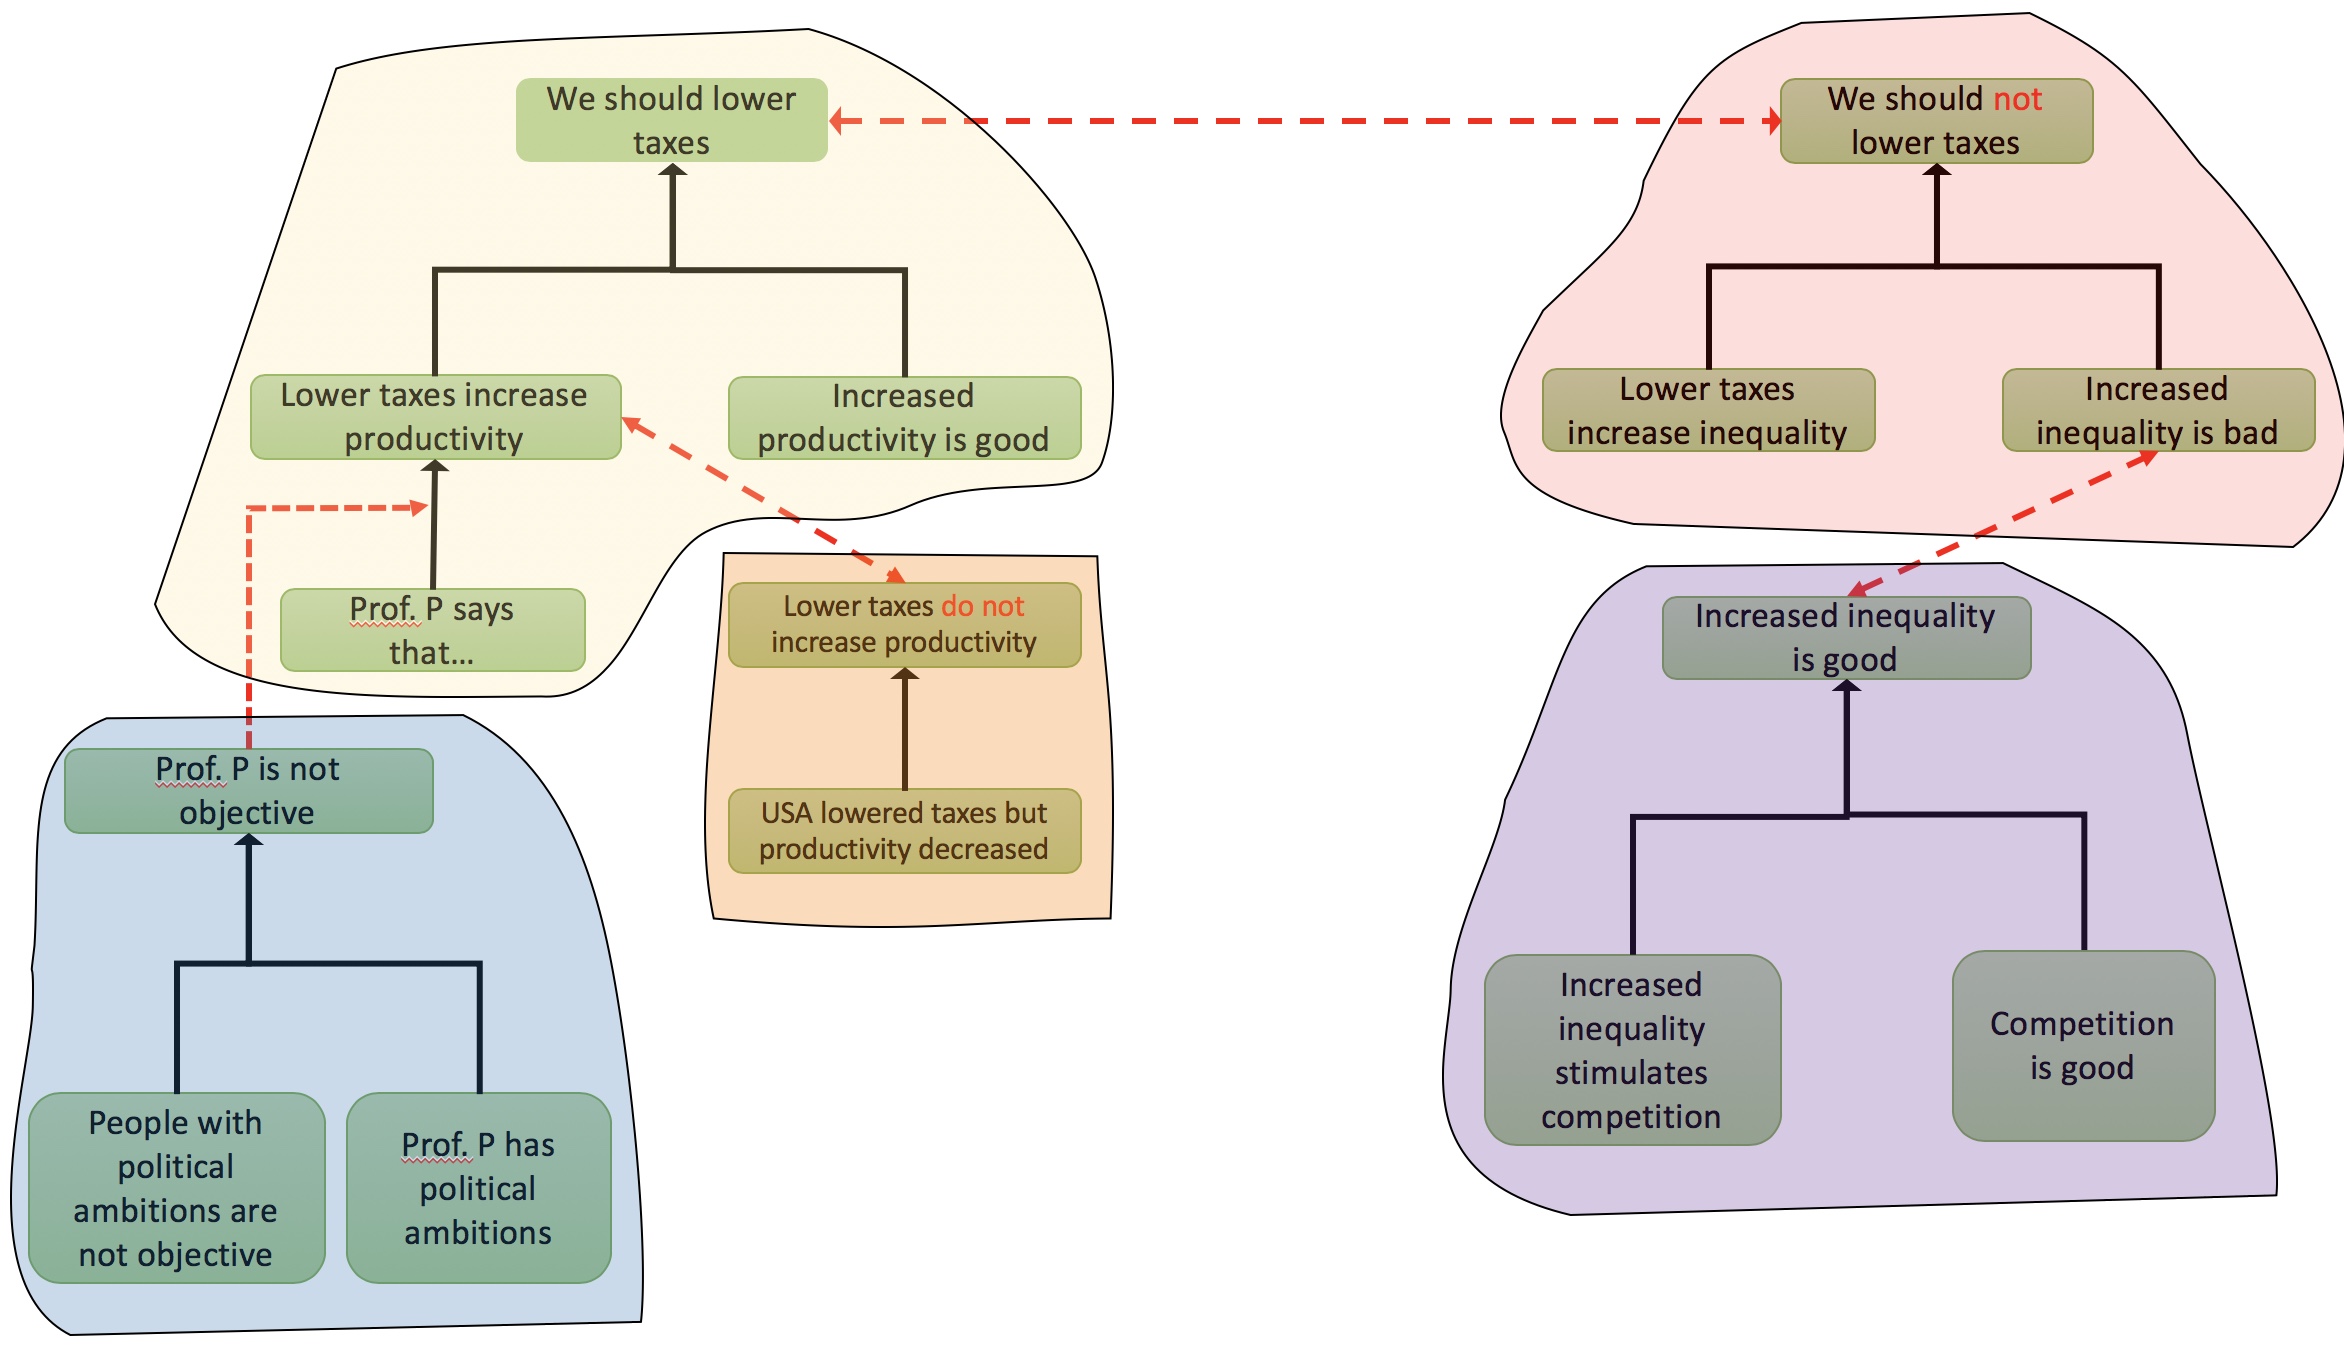 We should lower
taxes
We should not
lower taxes
Lower taxes increase
productivity
Increased
productivity is good
Lower taxes
increase inequality
Increased
inequality is bad
Prof. P says
that...
Lower taxes do not
increase productivity
Increased inequality
is good
Prof. P is not
objective
USA lowered taxes but
productivity decreased
People with
political
ambitions are
not objective
Prof. P has
political
ambitions
Increased
inequality
stimulates
competition
Competition
is good